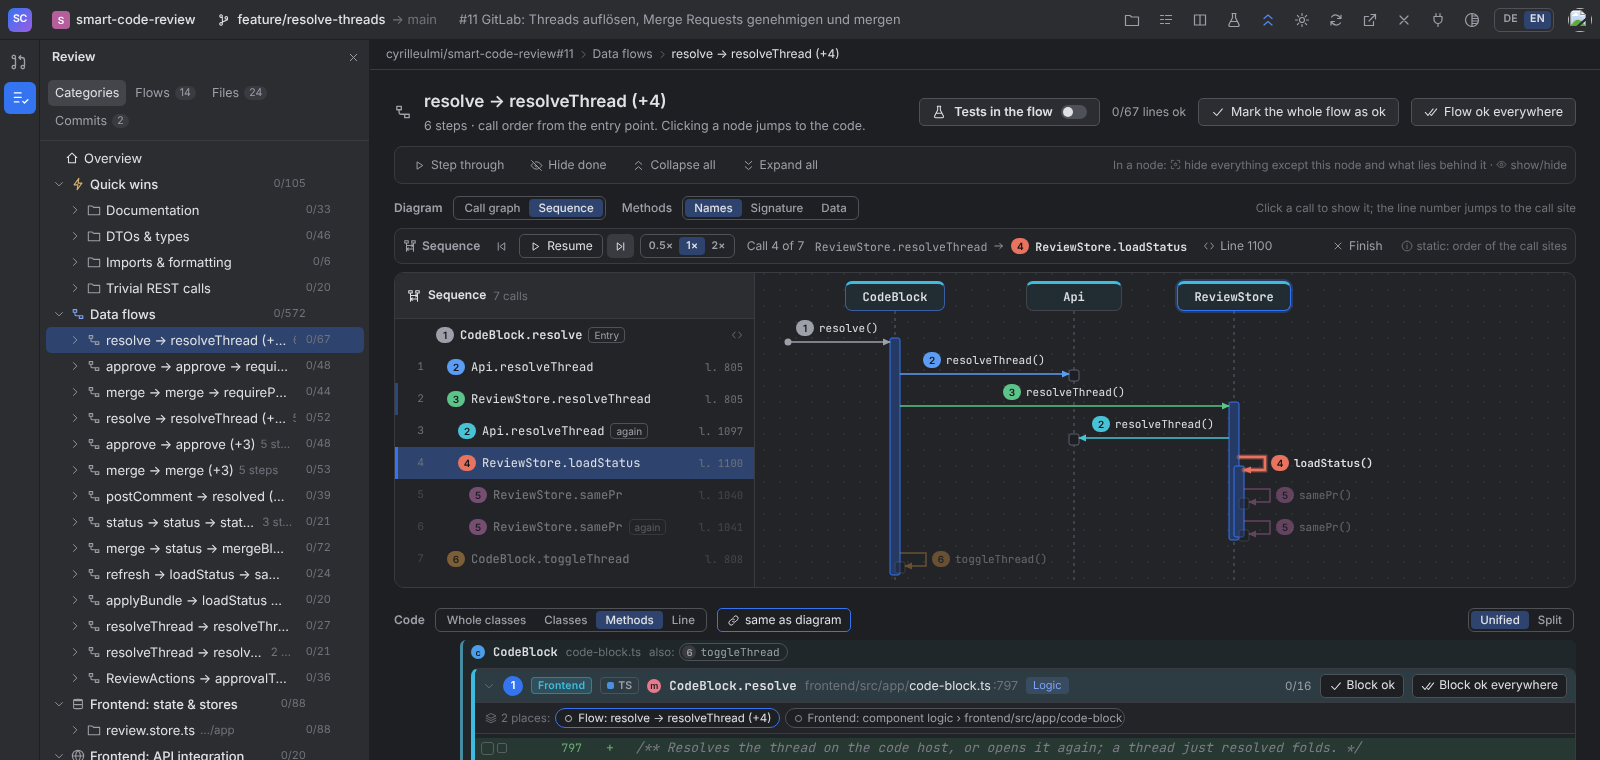 SC S smart-code-review feature/resolve-threads → main #11 GitLab: Threads auflösen, Merge Requests genehmigen und mergen DE EN
Review
Categories Flows 14 Files 24
Commits 2
Overview
Quick wins 0/105
Documentation 0/33
DTOs & types 0/46
Imports & formatting 0/6
Trivial REST calls 0/20
Data flows 0/572
resolve → resolveThread (+... 0/67
approve → approve → requi... 0/48
merge → merge → requireP... 0/44
resolve → resolveThread (+... 0/52
approve → approve (+3) 5 st... 0/48
merge → merge (+3) 5 steps 0/53
postComment → resolved (... 0/39
status → status → stat... 3 st... 0/21
merge → status → mergeBl... 0/72
refresh → loadStatus → sa... 0/24
applyBundle → loadStatus ... 0/20
resolveThread → resolveThr... 0/27
resolveThread → resolv... 2 ... 0/21
ReviewActions → approvalT... 0/36
Frontend: state & stores 0/88
review.store.ts .../app 0/88
Frontend: API integration 0/20
cyrilleulmi/smart-code-review#11 › Data flows › resolve → resolveThread (+4)
resolve → resolveThread (+4)
6 steps · call order from the entry point. Clicking a node jumps to the code.
Tests in the flow 0/67 lines ok Mark the whole flow as ok Flow ok everywhere
Step through Hide done Collapse all Expand all In a node: hide everything except this node and what lies behind it · show/hide
Diagram Call graph Sequence Methods Names Signature Data Click a call to show it; the line number jumps to the call site
Sequence Resume 0.5× 1× 2× Call 4 of 7 ReviewStore.resolveThread → 4 ReviewStore.loadStatus Line 1100 Finish static: order of the call sites
Sequence 7 calls
1 CodeBlock.resolve Entry
1 2 Api.resolveThread l. 805
2 3 ReviewStore.resolveThread l. 805
3 2 Api.resolveThread again l. 1097
4 4 ReviewStore.loadStatus l. 1100
5 5 ReviewStore.samePr l. 1040
6 5 ReviewStore.samePr again l. 1041
7 6 CodeBlock.toggleThread l. 808
CodeBlock Api ReviewStore
1 resolve()
2 resolveThread()
3 resolveThread()
2 resolveThread()
4 loadStatus()
5 samePr()
5 samePr()
6 toggleThread()
Code Whole classes Classes Methods Line same as diagram Unified Split
c CodeBlock code-block.ts also: 6 toggleThread
1 Frontend TS m CodeBlock.resolve frontend/src/app/code-block.ts:797 Logic 0/16 Block ok Block ok everywhere
2 places: Flow: resolve → resolveThread (+4) Frontend: component logic › frontend/src/app/code-block
797 + /** Resolves the thread on the code host, or opens it again; a thread just resolved folds. */